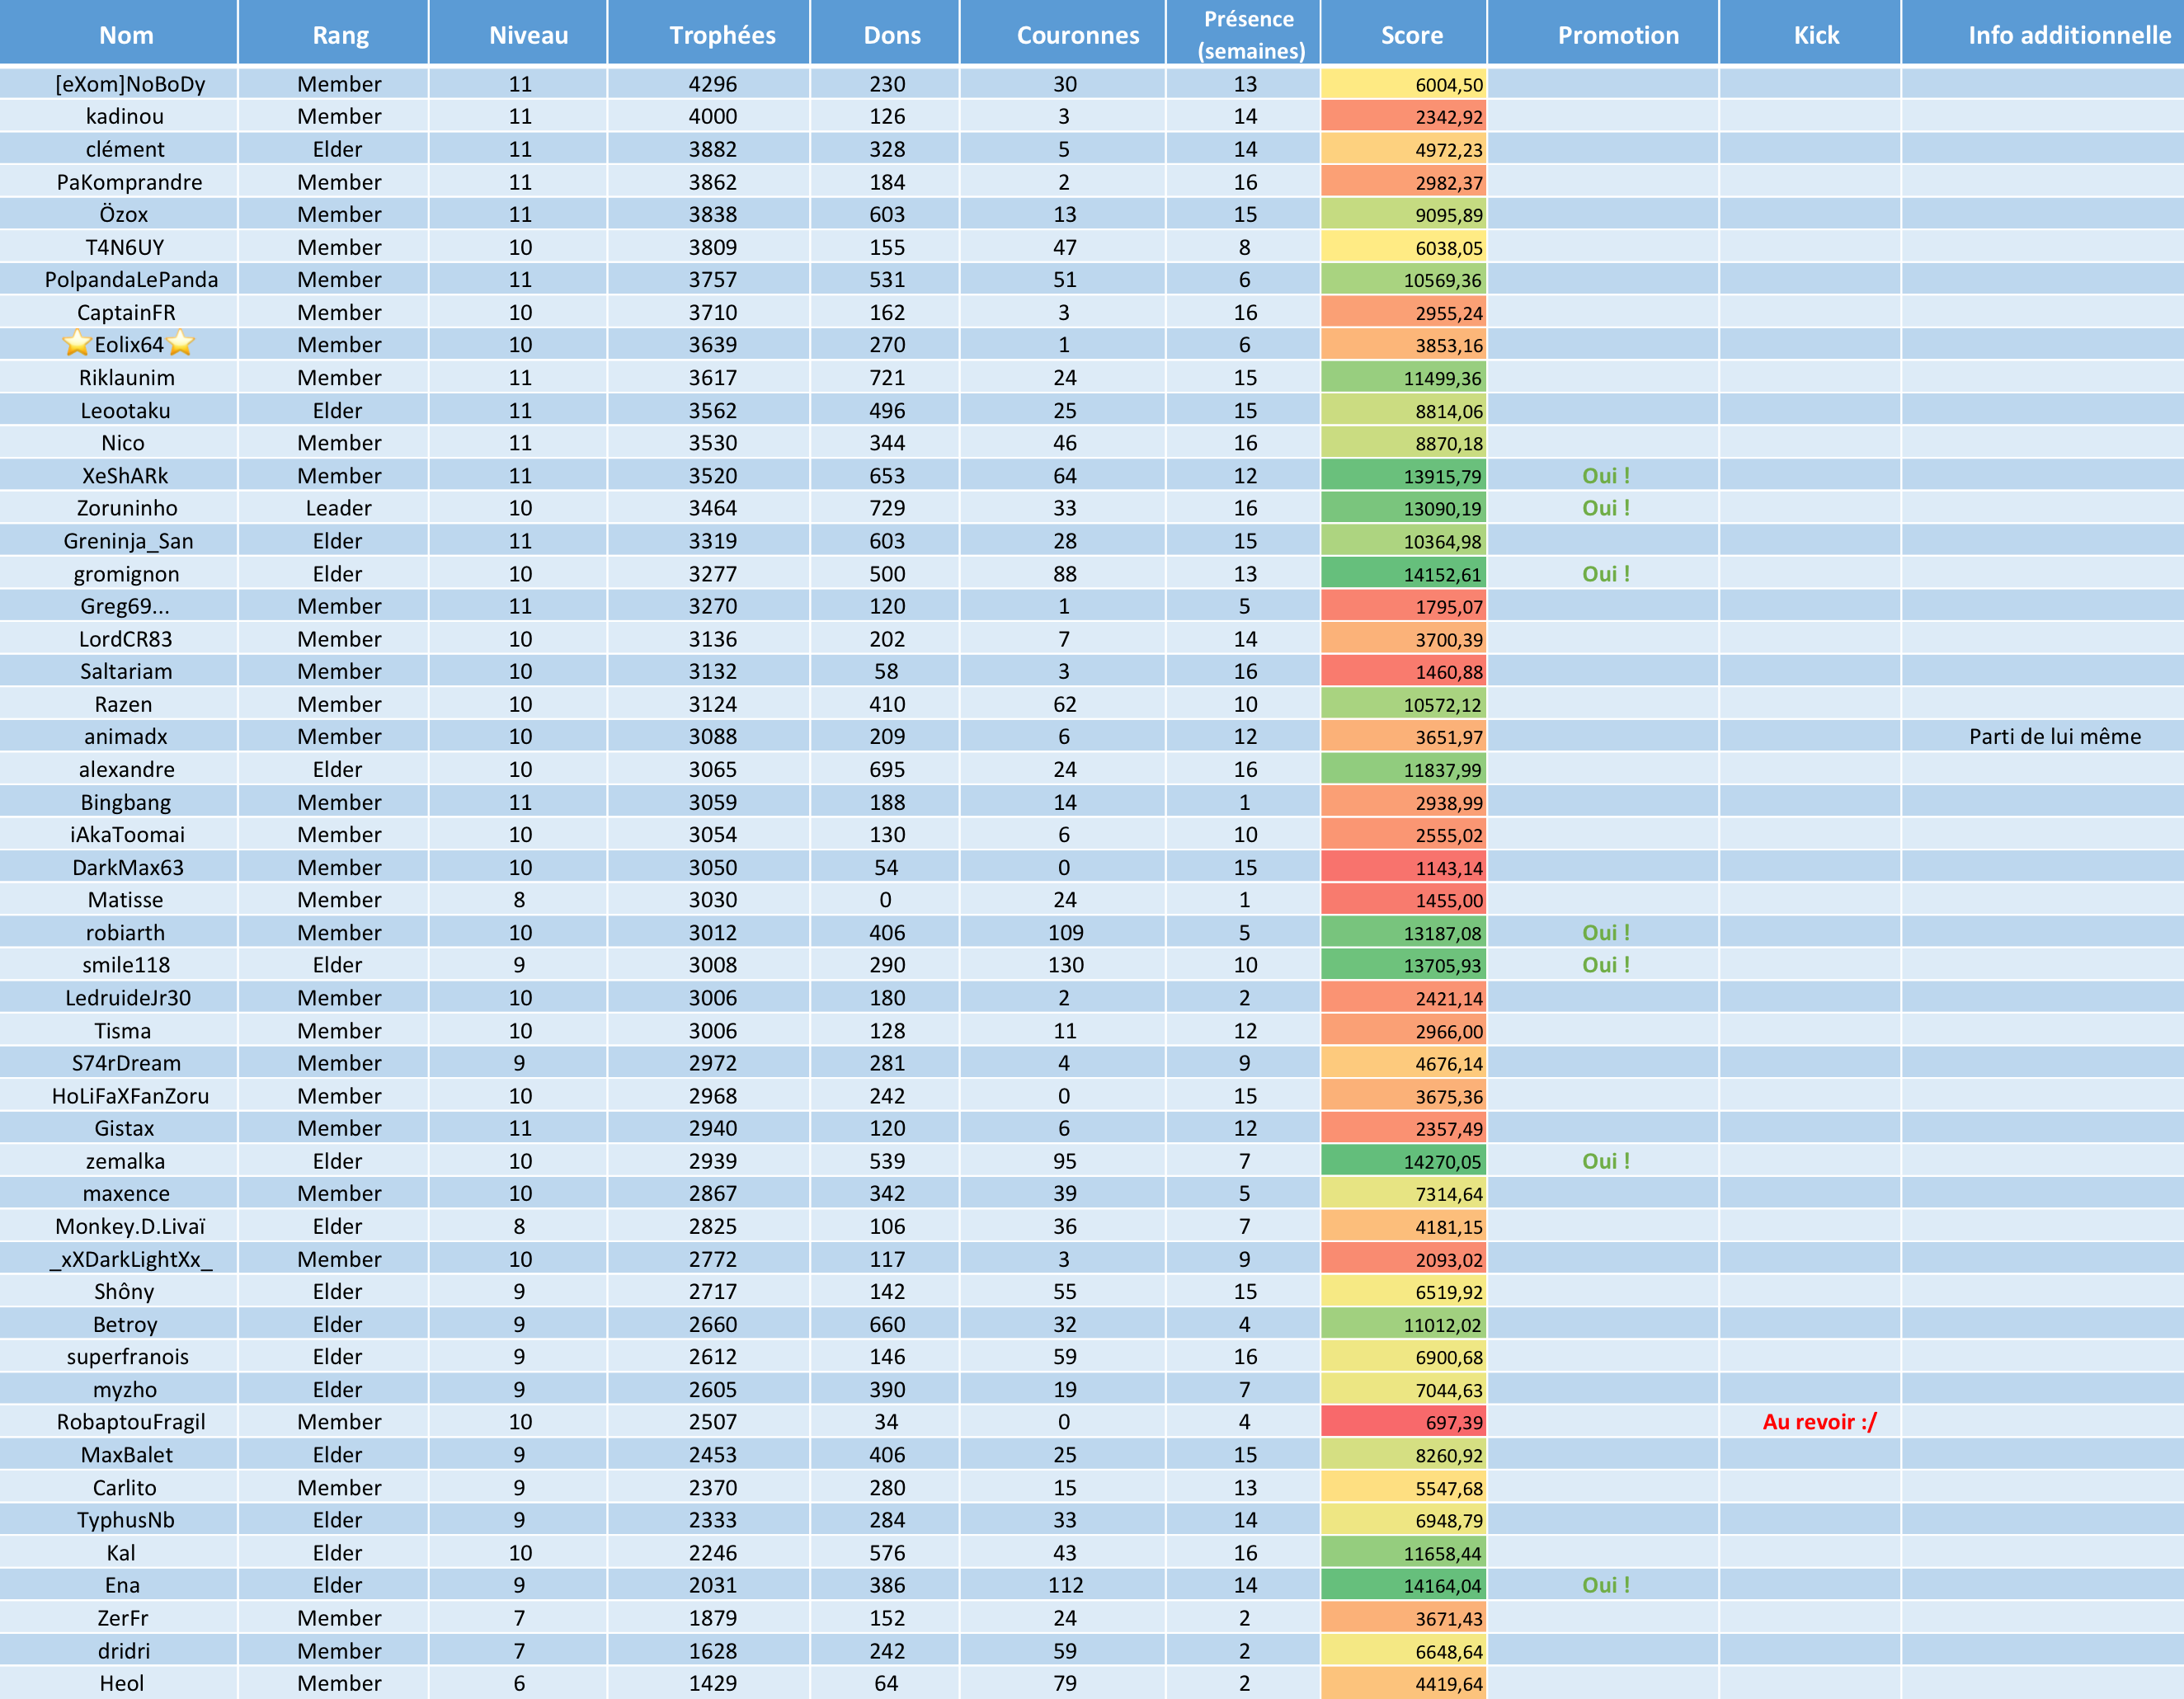 Nom Rang Niveau Trophées Dons Couronnes Présence (semaines) Score Promotion Kick Info additionnelle
[eXom]NoBoDy Member 11 4296 230 30 13 6004,50
kadinou Member 11 4000 126 3 14 2342,92
clément Elder 11 3882 328 5 14 4972,23
PaKomprandre Member 11 3862 184 2 16 2982,37
Özox Member 11 3838 603 13 15 9095,89
T4N6UY Member 10 3809 155 47 8 6038,05
PolpandaLePanda Member 11 3757 531 51 6 10569,36
CaptainFR Member 10 3710 162 3 16 2955,24
⭐Eolix64⭐ Member 10 3639 270 1 6 3853,16
Riklaunim Member 11 3617 721 24 15 11499,36
Leootaku Elder 11 3562 496 25 15 8814,06
Nico Member 11 3530 344 46 16 8870,18
XeShARk Member 11 3520 653 64 12 13915,79 Oui !
Zoruninho Leader 10 3464 729 33 16 13090,19 Oui !
Greninja_San Elder 11 3319 603 28 15 10364,98
gromignon Elder 10 3277 500 88 13 14152,61 Oui !
Greg69... Member 11 3270 120 1 5 1795,07
LordCR83 Member 10 3136 202 7 14 3700,39
Saltariam Member 10 3132 58 3 16 1460,88
Razen Member 10 3124 410 62 10 10572,12
animadx Member 10 3088 209 6 12 3651,97 Parti de lui même
alexandre Elder 10 3065 695 24 16 11837,99
Bingbang Member 11 3059 188 14 1 2938,99
iAkaToomai Member 10 3054 130 6 10 2555,02
DarkMax63 Member 10 3050 54 0 15 1143,14
Matisse Member 8 3030 0 24 1 1455,00
robiarth Member 10 3012 406 109 5 13187,08 Oui !
smile118 Elder 9 3008 290 130 10 13705,93 Oui !
LedruideJr30 Member 10 3006 180 2 2 2421,14
Tisma Member 10 3006 128 11 12 2966,00
S74rDream Member 9 2972 281 4 9 4676,14
HoLiFaXFanZoru Member 10 2968 242 0 15 3675,36
Gistax Member 11 2940 120 6 12 2357,49
zemalka Elder 10 2939 539 95 7 14270,05 Oui !
maxence Member 10 2867 342 39 5 7314,64
Monkey.D.Livaï Elder 8 2825 106 36 7 4181,15
_xXDarkLightXx_ Member 10 2772 117 3 9 2093,02
Shôny Elder 9 2717 142 55 15 6519,92
Betroy Elder 9 2660 660 32 4 11012,02
superfranois Elder 9 2612 146 59 16 6900,68
myzho Elder 9 2605 390 19 7 7044,63
RobaptouFragil Member 10 2507 34 0 4 697,39 Au revoir :/
MaxBalet Elder 9 2453 406 25 15 8260,92
Carlito Member 9 2370 280 15 13 5547,68
TyphusNb Elder 9 2333 284 33 14 6948,79
Kal Elder 10 2246 576 43 16 11658,44
Ena Elder 9 2031 386 112 14 14164,04 Oui !
ZerFr Member 7 1879 152 24 2 3671,43
dridri Member 7 1628 242 59 2 6648,64
Heol Member 6 1429 64 79 2 4419,64